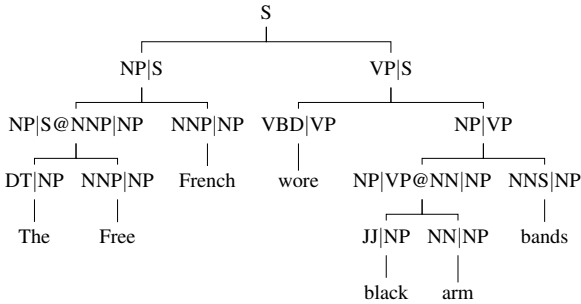 S
NP|S VP|S
NP|S@NNP|NP NNP|NP VBD|VP NP|VP
DT|NP NNP|NP French wore NP|VP@NN|NP NNS|NP
The Free JJ|NP NN|NP bands
black arm